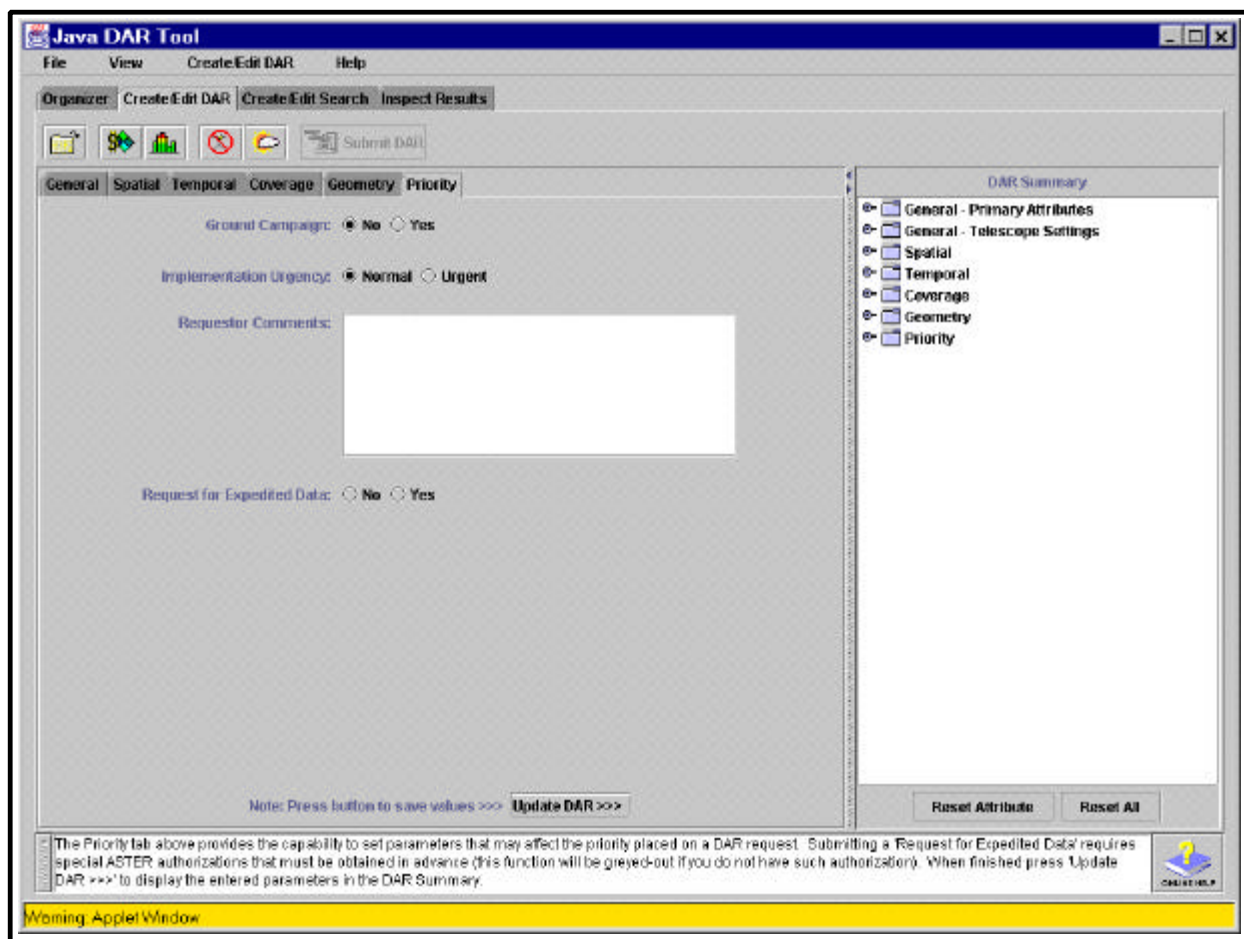 Java DAR Tool
File View Create/Edit DAR Help
Organizer Create/Edit DAR Create/Edit Search Inspect Results
Submit DAR
General Spatial Temporal Coverage Geometry Priority
DAR Summary
Ground Campaign: No Yes
Implementation Urgency: Normal Urgent
Requestor Comments:
Request for Expedited Data: No Yes
General - Primary Attributes
General - Telescope Settings
Spatial
Temporal
Coverage
Geometry
Priority
Note: Press button to save values >>> Update DAR >>>
Reset Attribute Reset All
The Priority tab above provides the capability to set parameters that may affect the priority placed on a DAR request. Submitting a 'Request for Expedited Data' requires
special ASTER authorizations that must be obtained in advance (this function will be greyed-out if you do not have such authorization). When finished press 'Update
DAR >>>' to display the entered parameters in the DAR Summary.
ONLINE HELP
Warning: Applet Window